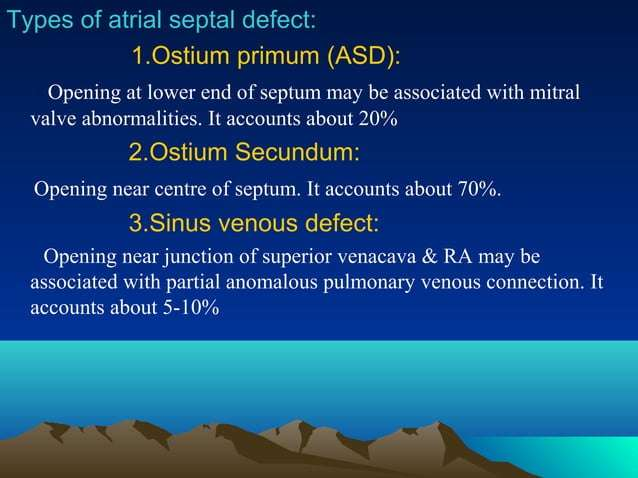 Types of atrial septal defect:
1.Ostium primum (ASD):
Opening at lower end of septum may be associated with mitral
valve abnormalities. It accounts about 20%
2.Ostium Secundum:
Opening near centre of septum. It accounts about 70%.
3.Sinus venous defect:
Opening near junction of superior venacava & RA may be
associated with partial anomalous pulmonary venous connection. It
accounts about 5-10%